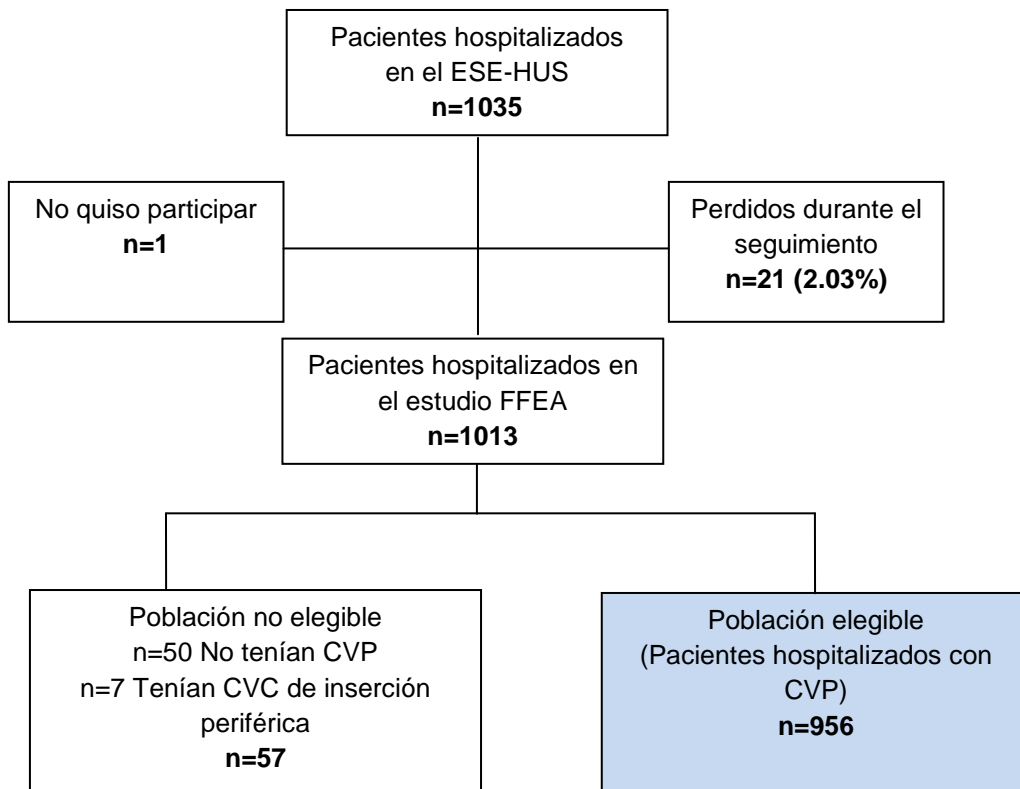 Pacientes hospitalizados
en el ESE-HUS
n=1035
No quiso participar
n=1
Perdidos durante el
seguimiento
n=21 (2.03%)
Pacientes hospitalizados en
el estudio FFEA
n=1013
Población no elegible
n=50 No tenían CVP
n=7 Tenían CVC de inserción
periférica
n=57
Población elegible
(Pacientes hospitalizados con
CVP)
n=956